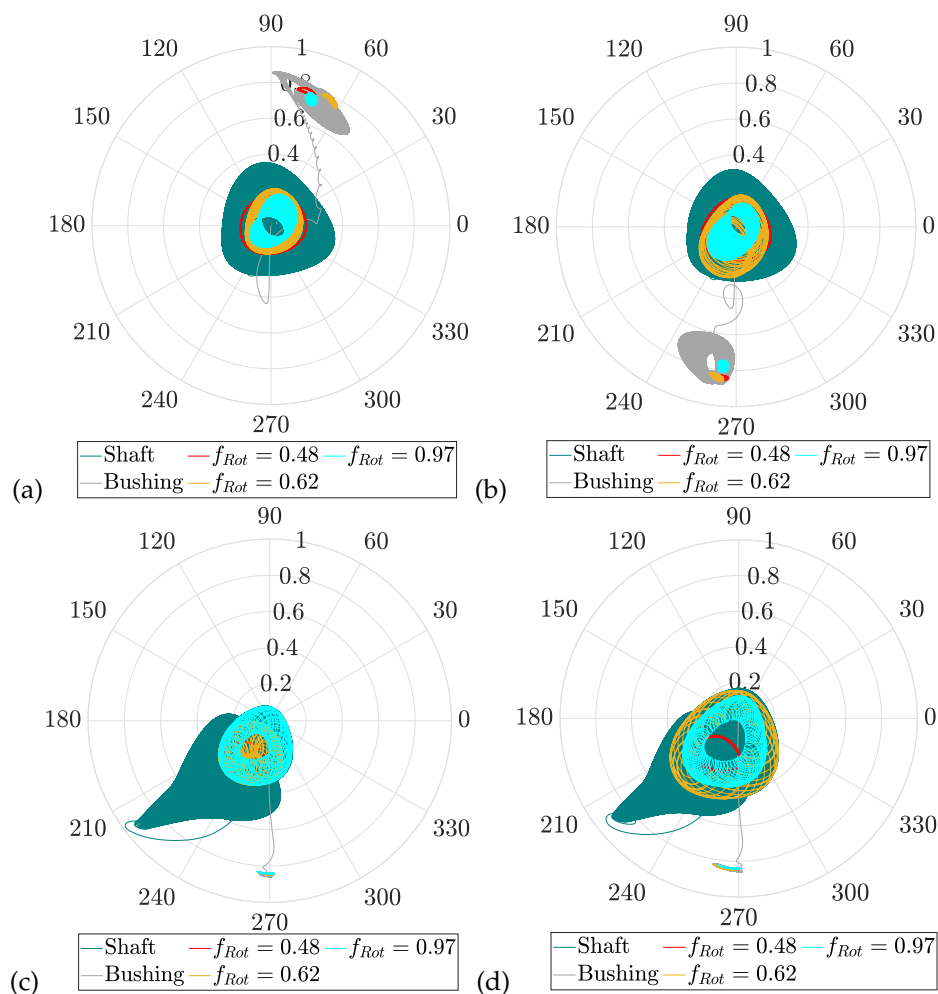 90 90
120 1 60 120 1 60
0.8 0.8
150 0.6 30 150 0.6 30
0.4 0.4
180 0 180 0
210 330 210 330
240 300 240 300
270 270
Shaft f_Rot = 0.48 f_Rot = 0.97 Shaft f_Rot = 0.48 f_Rot = 0.97
(a) Bushing f_Rot = 0.62 (b) Bushing f_Rot = 0.62
90 90
120 1 60 120 1 60
0.8 0.8
150 0.6 30 150 0.6 30
0.4 0.4
0.2 0.2
180 0 180 0
210 330 210 330
240 300 240 300
270 270
Shaft f_Rot = 0.48 f_Rot = 0.97 Shaft f_Rot = 0.48 f_Rot = 0.97
(c) Bushing f_Rot = 0.62 (d) Bushing f_Rot = 0.62